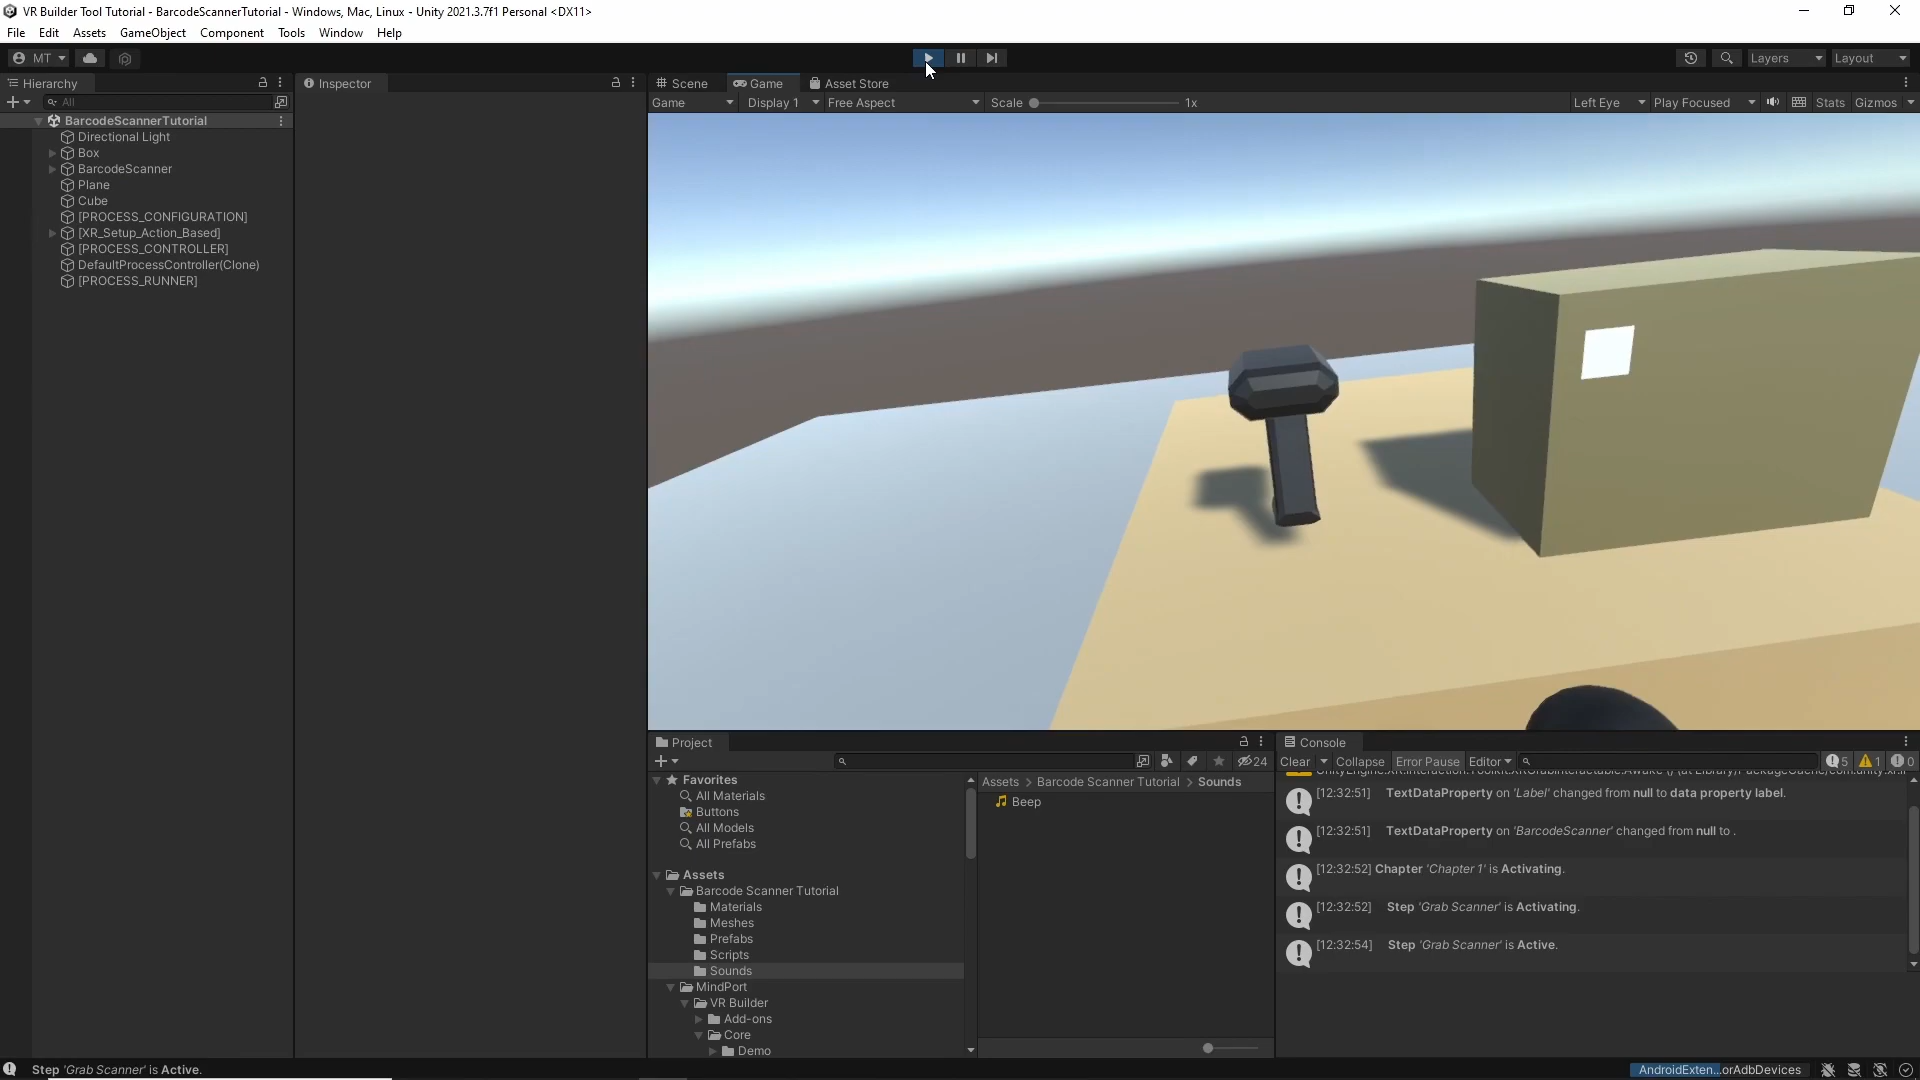 VR Builder Tool Tutorial - BarcodeScannerTutorial - Windows, Mac, Linux - Unity 2021.3.7f1 Personal <DX11>
File Edit Assets GameObject Component Tools Window Help
MT Layers Layout
Hierarchy Inspector Scene Game Asset Store
All Game Display 1 Free Aspect Scale 1x Left Eye Play Focused Stats Gizmos
BarcodeScannerTutorial
Directional Light
Box
BarcodeScanner
Plane
Cube
[PROCESS_CONFIGURATION]
[XR_Setup_Action_Based]
[PROCESS_CONTROLLER]
DefaultProcessController(Clone)
[PROCESS_RUNNER]
Project
24
Favorites
All Materials
Buttons
All Models
All Prefabs
Assets
Barcode Scanner Tutorial
Materials
Meshes
Prefabs
Scripts
Sounds
MindPort
VR Builder
Add-ons
Core
Demo
Assets > Barcode Scanner Tutorial > Sounds
Beep
Console
Clear Collapse Error Pause Editor 5 1 0
[12:32:51] TextDataProperty on 'Label' changed from null to data property label.
[12:32:51] TextDataProperty on 'BarcodeScanner' changed from null to .
[12:32:52] Chapter 'Chapter 1' is Activating.
[12:32:52] Step 'Grab Scanner' is Activating.
[12:32:54] Step 'Grab Scanner' is Active.
Step 'Grab Scanner' is Active.
AndroidExten...orAdbDevices